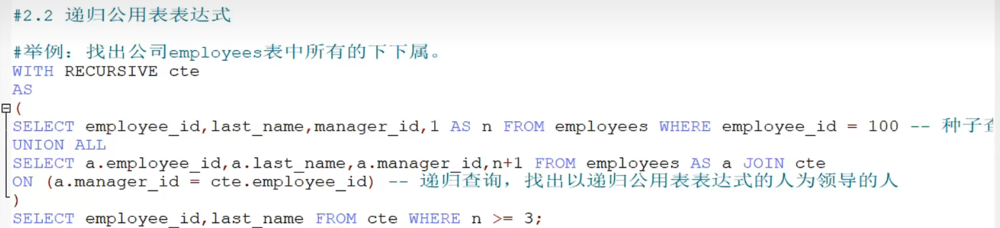 #2.2 递归公用表表达式
#举例：找出公司employees表中所有的下下属。
WITH RECURSIVE cte
AS
(
SELECT employee_id,last_name,manager_id,1 AS n FROM employees WHERE employee_id = 100 -- 种子
UNION ALL
SELECT a.employee_id,a.last_name,a.manager_id,n+1 FROM employees AS a JOIN cte
ON (a.manager_id = cte.employee_id) -- 递归查询，找出以递归公用表表达式的人为领导的人
)
SELECT employee_id,last_name FROM cte WHERE n >= 3;